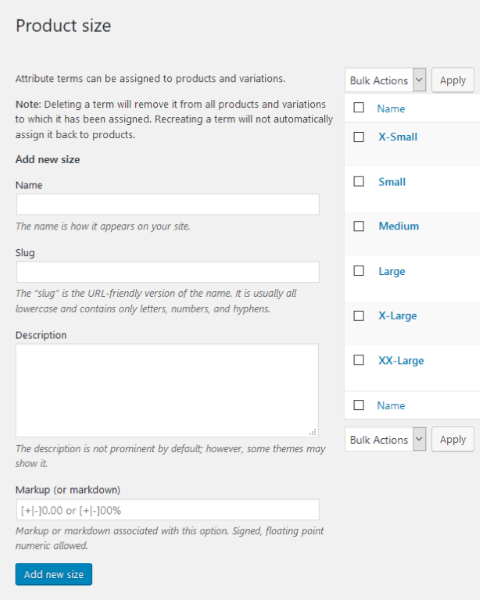 Product size
Attribute terms can be assigned to products and variations.
Note: Deleting a term will remove it from all products and variations
to which it has been assigned. Recreating a term will not automatically
assign it back to products.
Add new size
Name
The name is how it appears on your site.
Slug
The "slug" is the URL-friendly version of the name. It is usually all
lowercase and contains only letters, numbers, and hyphens.
Description
The description is not prominent by default; however, some themes may
show it.
Markup (or markdown)
[+|-]0.00 or [+|-]00%
Markup or markdown associated with this option. Signed, floating point
numeric allowed.
Add new size
Bulk Actions
Apply
Name
X-Small
Small
Medium
Large
X-Large
XX-Large
Name
Bulk Actions
Apply